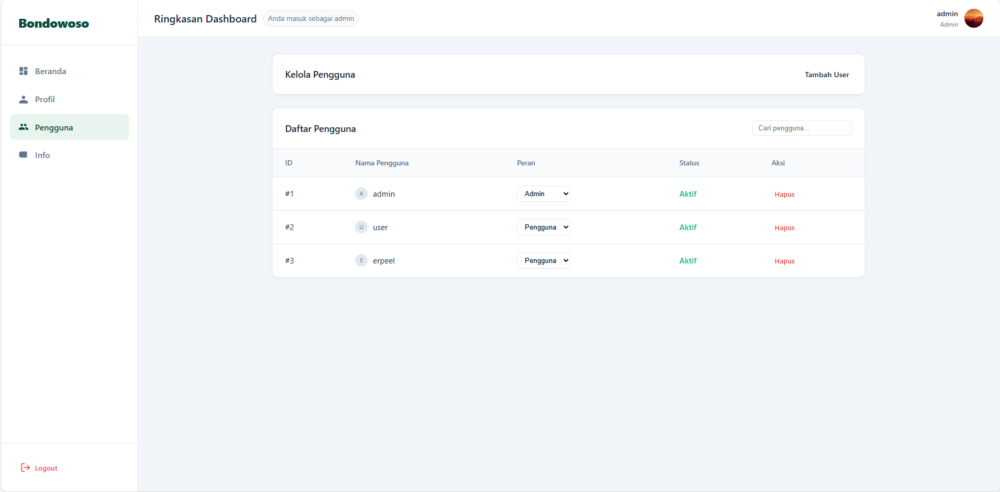 Bondowoso
Beranda
Profil
Pengguna
Info
Logout
Ringkasan Dashboard
Anda masuk sebagai admin
admin
Admin
Kelola Pengguna
Tambah User
Daftar Pengguna
Cari pengguna...
ID Nama Pengguna Peran Status Aksi
#1 A admin Admin Aktif Hapus
#2 U user Pengguna Aktif Hapus
#3 E erpeel Pengguna Aktif Hapus